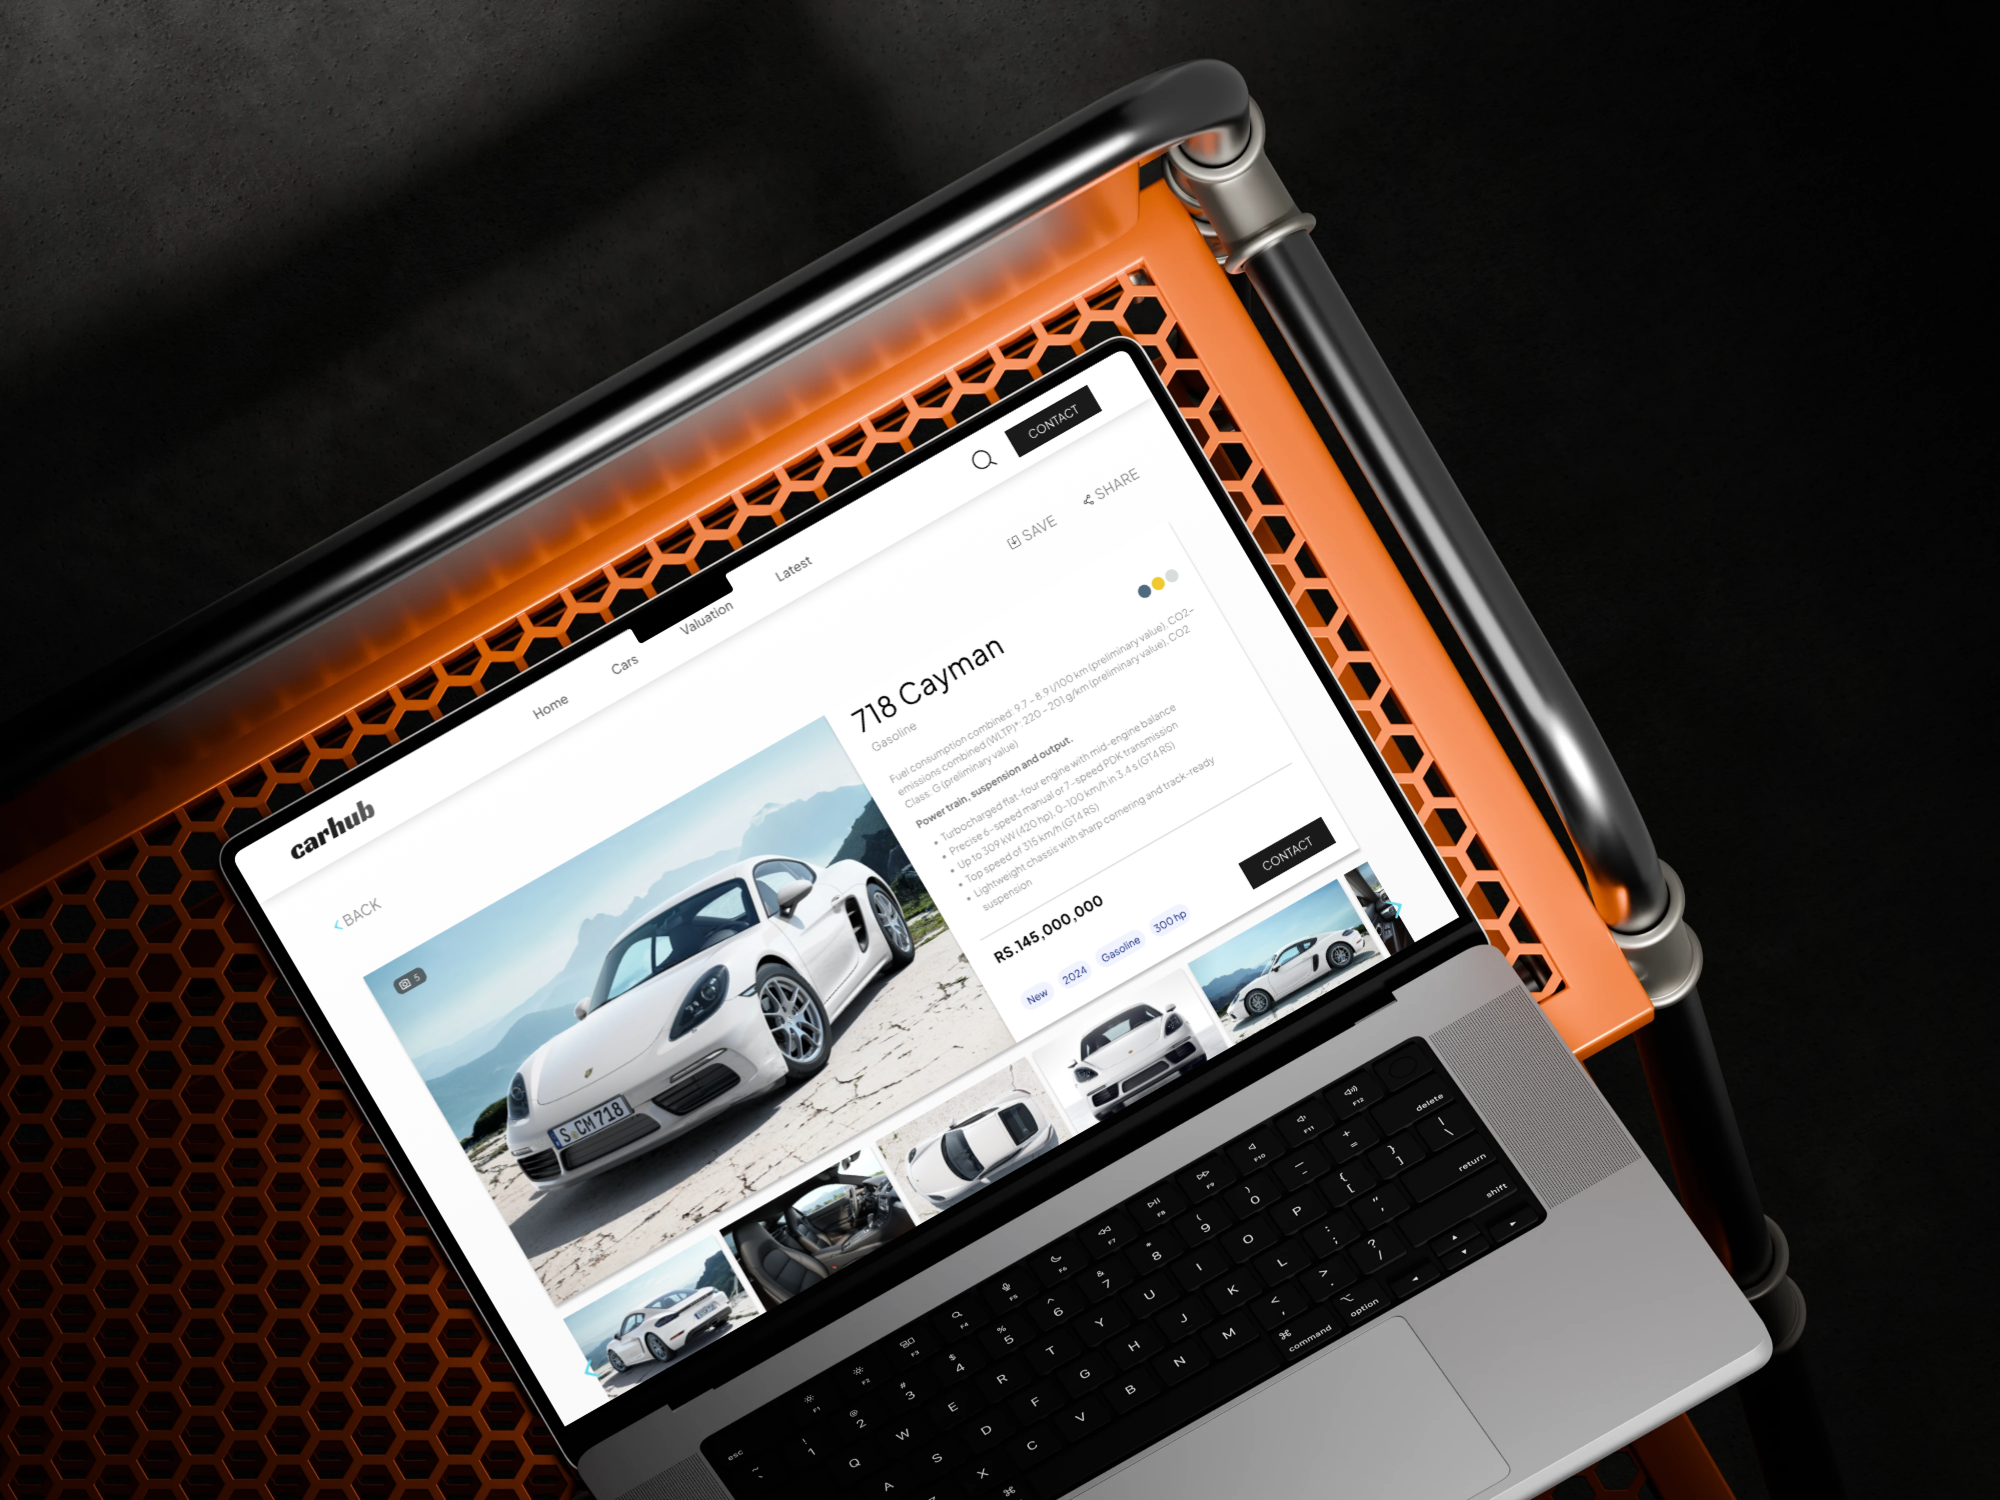 carhub
Home
Cars
Valuation
Latest
CONTACT
BACK
SAVE
SHARE
5
S CM 718
718 Cayman
Gasoline
Fuel consumption combined: 9.7 – 8.9 l/100 km (preliminary value). CO2-
emissions combined (WLTP)*: 220 – 201 g/km (preliminary value). CO2
Class: G (preliminary value)
Power train, suspension and output.
• Turbocharged flat-four engine with mid-engine balance
• Precise 6-speed manual or 7-speed PDK transmission
• Up to 309 kW (420 hp), 0–100 km/h in 3.4 s (GT4 RS)
• Top speed of 315 km/h (GT4 RS)
• Lightweight chassis with sharp cornering and track-ready
suspension
RS.145,000,000
CONTACT
New
2024
Gasoline
300 hp
esc
F1
F2
F3
F4
F5
F6
F7
F8
F9
F10
F11
F12
~ `
! 1
@ 2
# 3
$ 4
% 5
^ 6
& 7
* 8
( 9
) 0
— -
+ =
delete
Q W E R T Y U I O P { [ } ] | \
A S D F G H J K L : ; " ' return
X C V B N M < , > . ? / shift
⌘
⌘ command
⌥ option